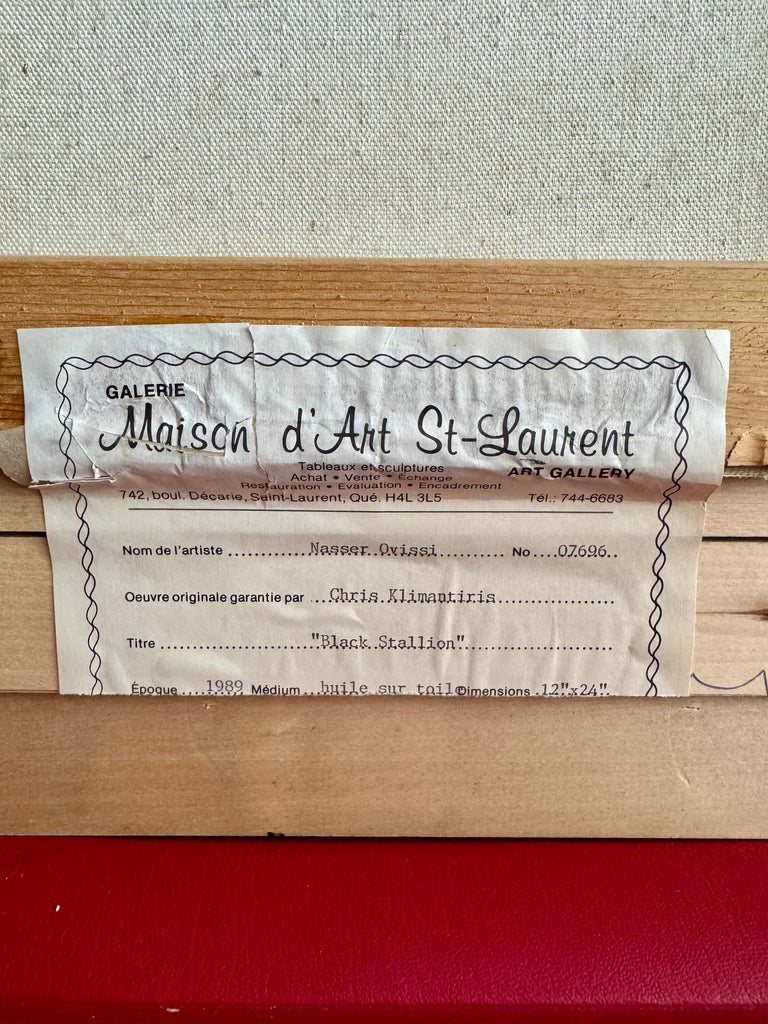 GALERIE
Maison d'Art St-Laurent
Tableaux et sculptures
ART GALLERY
Achat • Vente • Échange
Restauration • Évaluation • Encadrement
742, boul. Décarie, Saint-Laurent, Qué. H4L 3L5 Tél.: 744-6683
Nom de l'artiste ..........Nasser Ovissi.......... No ....07696..
Oeuvre originale garantie par ...Chris Klimantiris..................
Titre ......................"Black Stallion"......................
Époque ....1989 Médium ...huile sur toile Dimensions .12"x24".